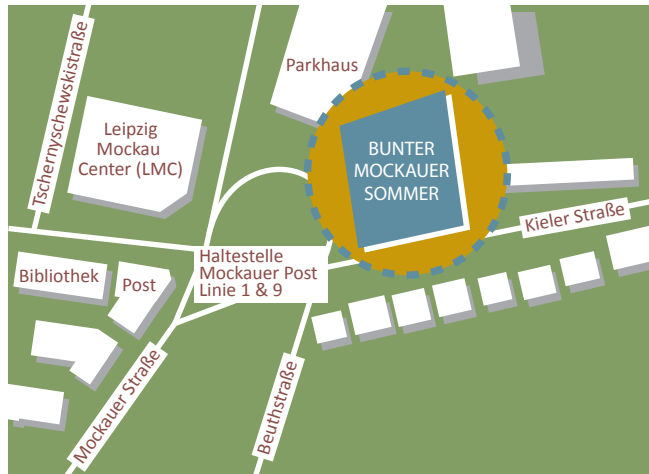 Parkhaus
Tschernyschewskistraße
Leipzig
Mockau
Center (LMC)
BUNTER
MOCKAUER
SOMMER
Kieler Straße
Haltestelle
Mockauer Post
Linie 1 & 9
Bibliothek
Post
Mockauer Straße
Beuthstraße